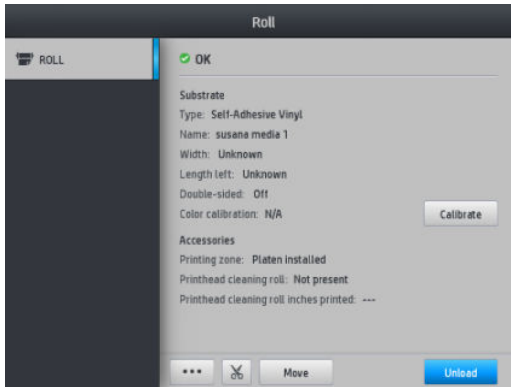 Roll
ROLL
OK
Substrate
Type: Self-Adhesive Vinyl
Name: susana media 1
Width: Unknown
Length left: Unknown
Double-sided: Off
Color calibration: N/A
Calibrate
Accessories
Printing zone: Platen installed
Printhead cleaning roll: Not present
Printhead cleaning roll inches printed: ---
Move
Unload